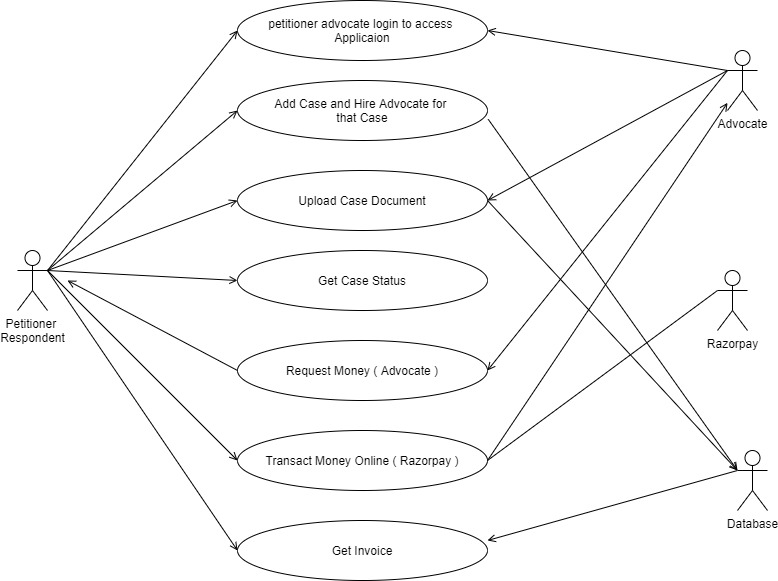 petitioner advocate login to access
Applicaion
Add Case and Hire Advocate for
that Case
Advocate
Upload Case Document
Get Case Status
Petitioner
Respondent
Razorpay
Request Money ( Advocate )
Transact Money Online ( Razorpay )
Database
Get Invoice